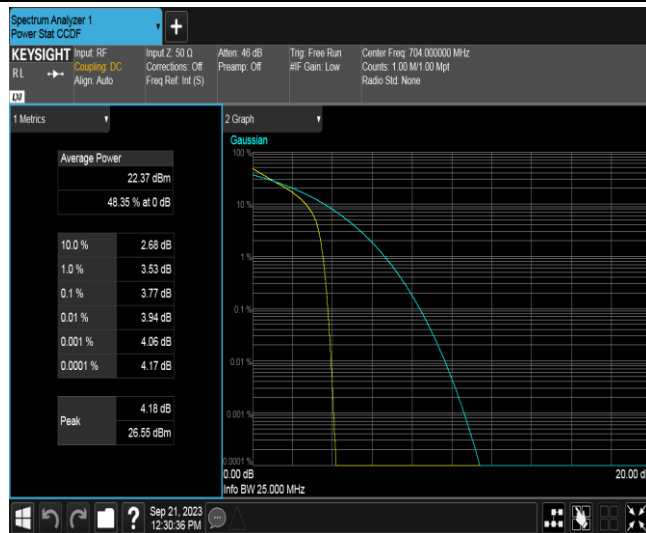 Spectrum Analyzer 1
Power Stat CCDF
KEYSIGHT
RL
Input: RF
Coupling: DC
Align: Auto
Input Z: 50 Ω
Corrections: Off
Freq Ref: Int (S)
Atten: 46 dB
Preamp: Off
Trig: Free Run
#IF Gain: Low
Center Freq: 704.000000 MHz
Counts: 1.00 M/1.00 Mpt
Radio Std: None
1 Metrics
Average Power
22.37 dBm
48.35 % at 0 dB
10.0 % 2.68 dB
1.0 % 3.53 dB
0.1 % 3.77 dB
0.01 % 3.94 dB
0.001 % 4.06 dB
0.0001 % 4.17 dB
Peak
4.18 dB
26.55 dBm
2 Graph
Gaussian
100 %
10 %
1 %
0.1 %
0.01 %
0.001 %
0.0001 %
0.00 dB 20.00 d
Info BW 25.000 MHz
Sep 21, 2023
12:30:36 PM